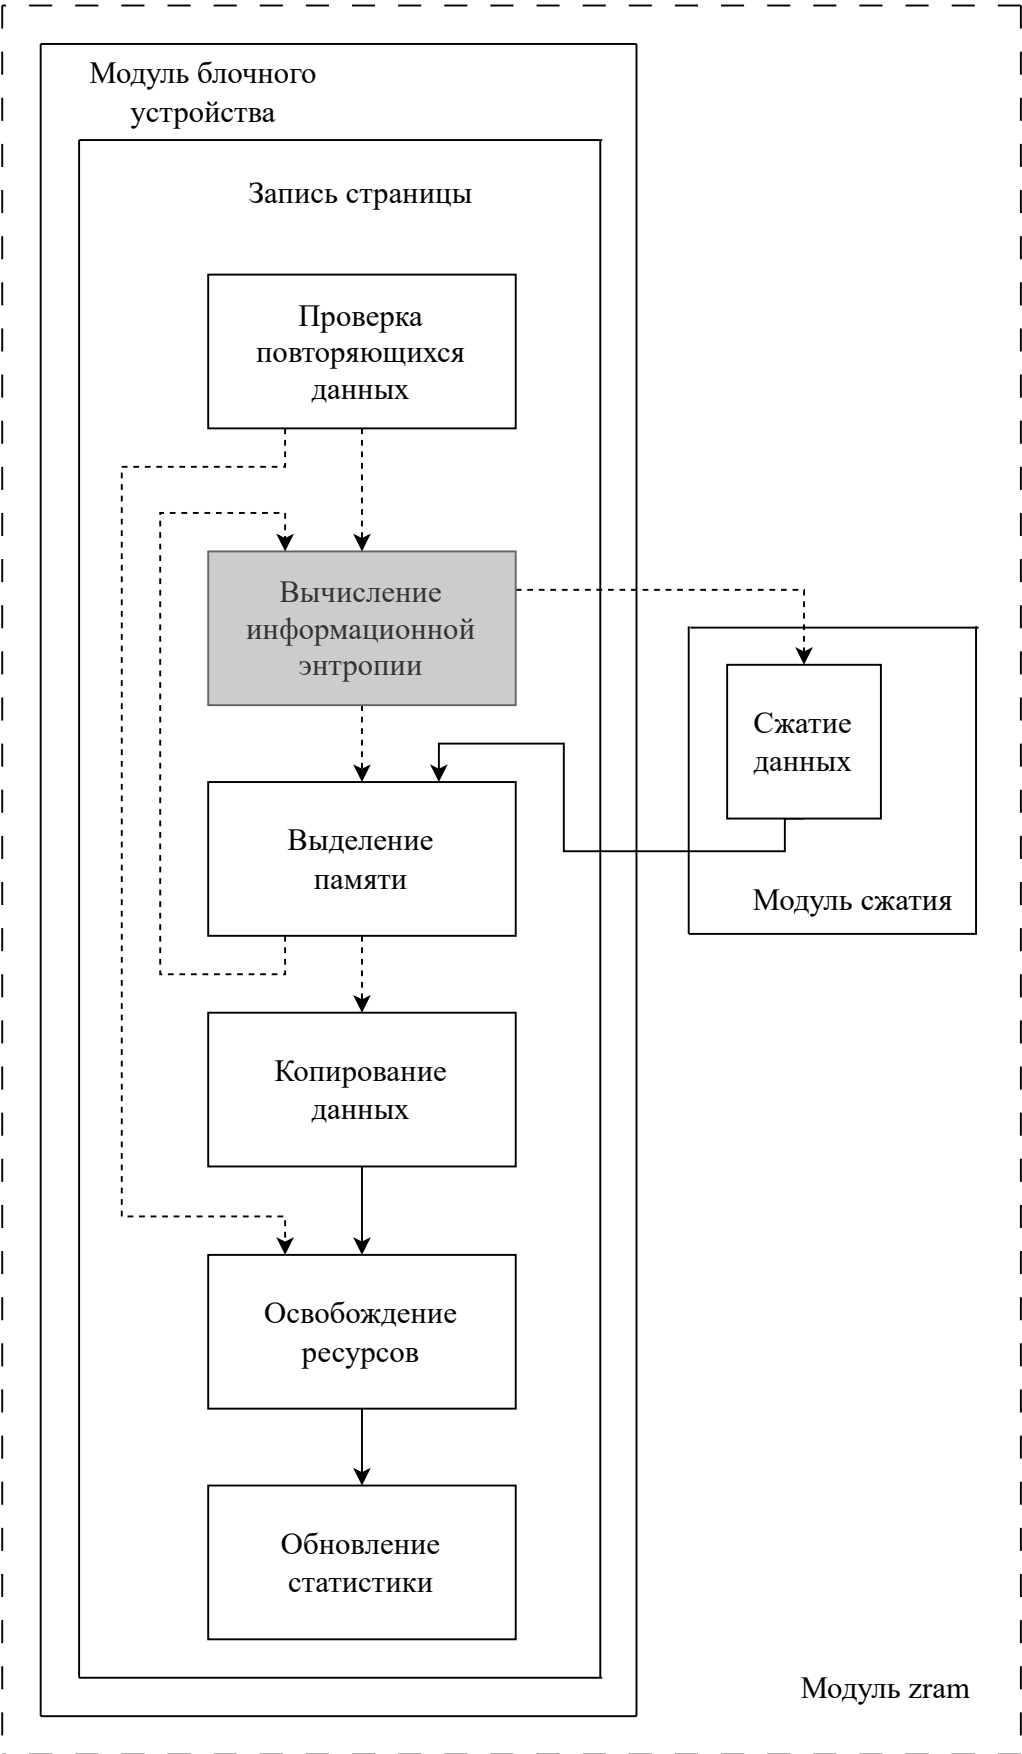 Модуль блочного
устройства
Запись страницы
Проверка
повторяющихся
данных
Вычисление
информационной
энтропии
Сжатие
данных
Выделение
памяти
Модуль сжатия
Копирование
данных
Освобождение
ресурсов
Обновление
статистики
Модуль zram